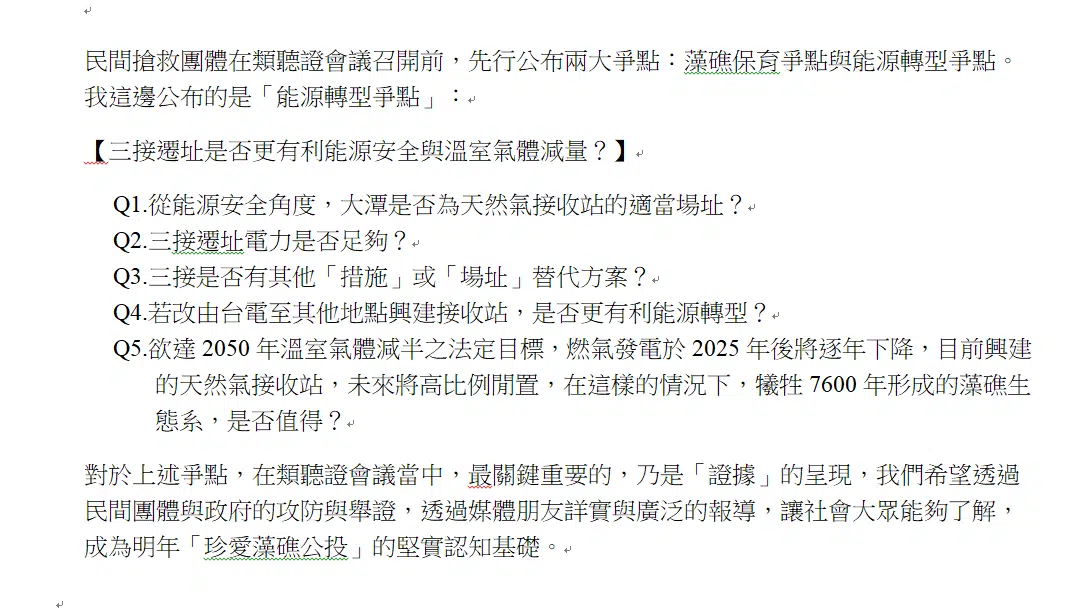 民間搶救團體在類聽證會議召開前，先行公布兩大爭點：藻礁保育爭點與能源轉型爭點。
我這邊公布的是「能源轉型爭點」：
【三接遷址是否更有利能源安全與溫室氣體減量？】
Q1.從能源安全角度，大潭是否為天然氣接收站的適當場址？
Q2.三接遷址電力是否足夠？
Q3.三接是否有其他「措施」或「場址」替代方案？
Q4.若改由台電至其他地點興建接收站，是否更有利能源轉型？
Q5.欲達 2050 年溫室氣體減半之法定目標，燃氣發電於 2025 年後將逐年下降，目前興建
的天然氣接收站，未來將高比例閒置，在這樣的情況下，犧牲 7600 年形成的藻礁生
態系，是否值得？
對於上述爭點，在類聽證會議當中，最關鍵重要的，乃是「證據」的呈現，我們希望透過
民間團體與政府的攻防與舉證，透過媒體朋友詳實與廣泛的報導，讓社會大眾能夠了解，
成為明年「珍愛藻礁公投」的堅實認知基礎。